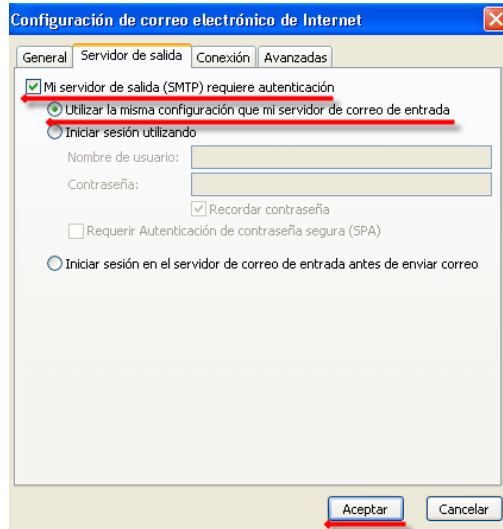 Configuración de correo electrónico de Internet
General Servidor de salida Conexión Avanzadas
Mi servidor de salida (SMTP) requiere autenticación
Utilizar la misma configuración que mi servidor de correo de entrada
Iniciar sesión utilizando
Nombre de usuario:
Contraseña:
Recordar contraseña
Requerir Autenticación de contraseña segura (SPA)
Iniciar sesión en el servidor de correo de entrada antes de enviar correo
Aceptar Cancelar